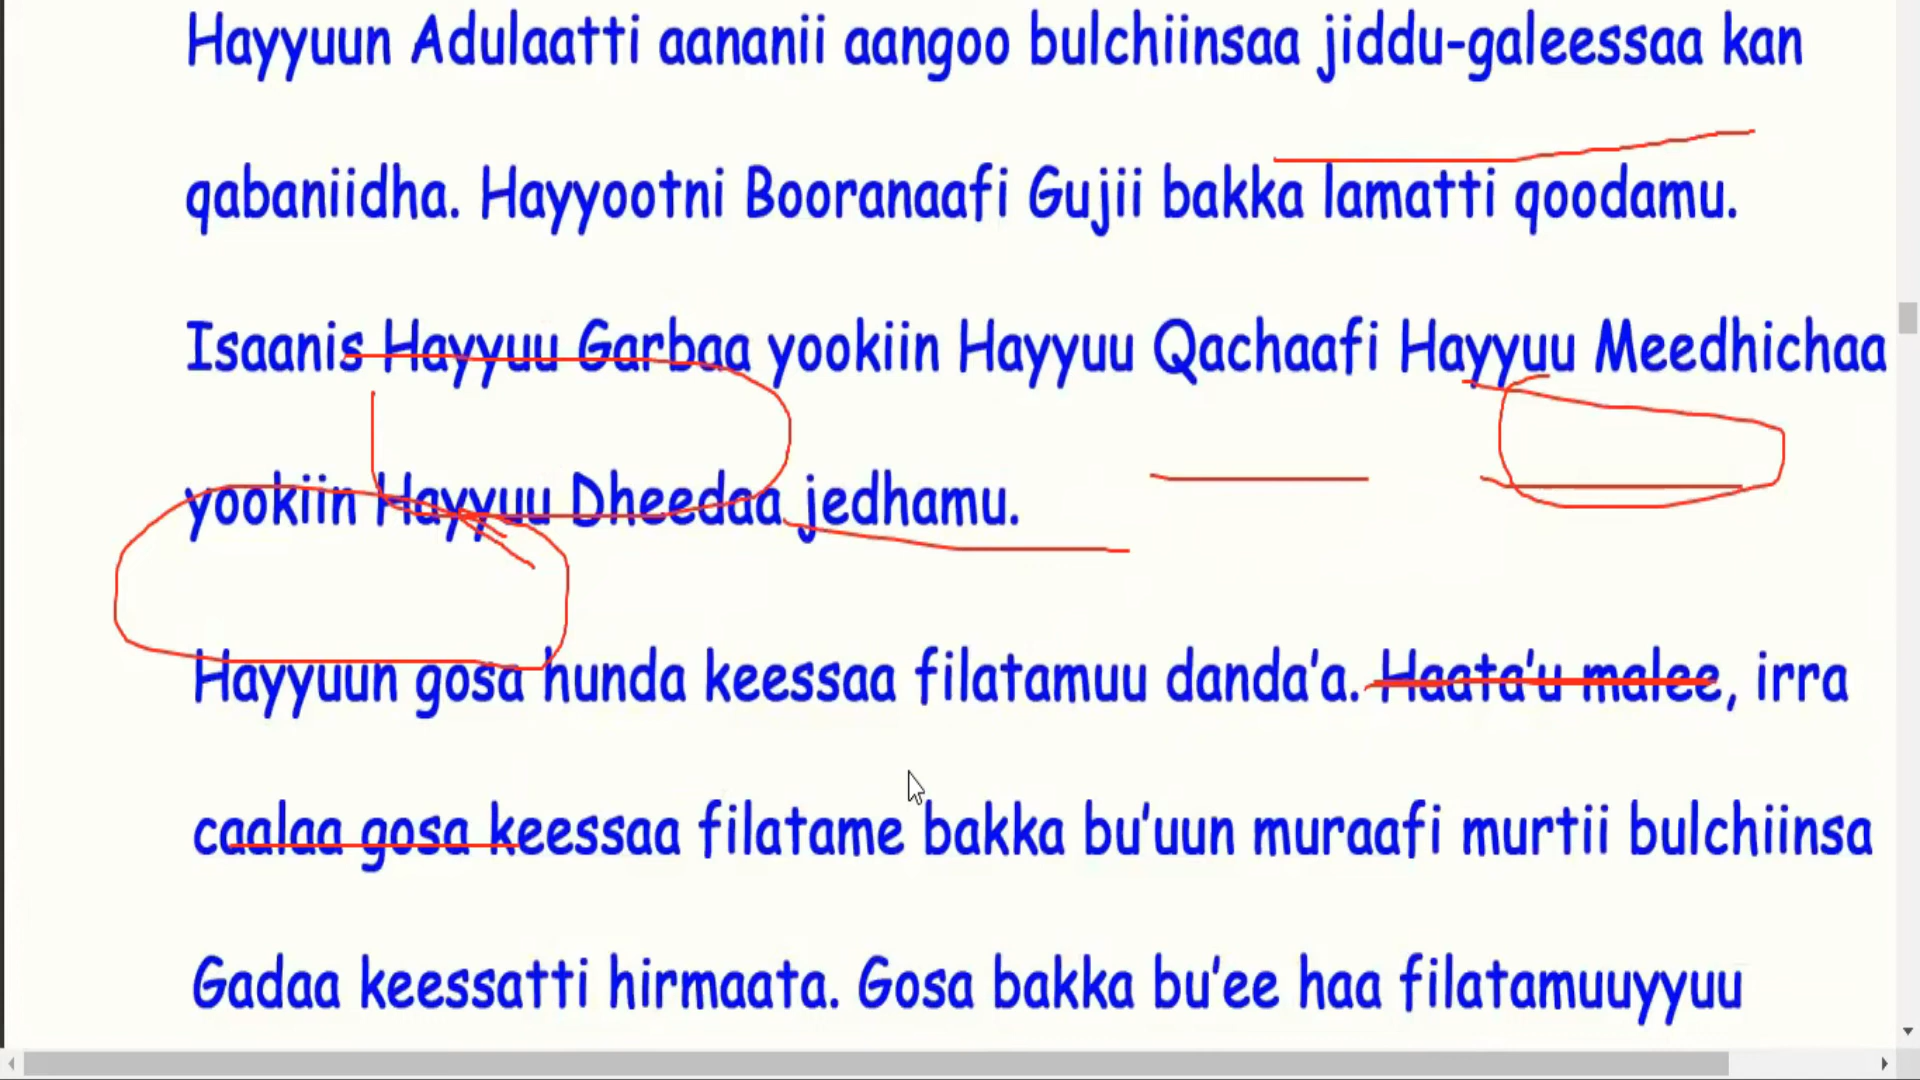 Hayyuun Adulaatti aananii aangoo bulchiinsaa jiddu-galeessaa kan
qabaniidha. Hayyootni Booranaafi Gujii bakka lamatti qoodamu.
Isaanis Hayyuu Garbaa yookiin Hayyuu Qachaafi Hayyuu Meedhichaa
yookiin Hayyuu Dheedaa jedhamu.
Hayyuun gosa hunda keessaa filatamuu danda’a. Haata’u malee, irra
caalaa gosa keessaa filatame bakka bu’uun muraafi murtii bulchiinsa
Gadaa keessatti hirmaata. Gosa bakka bu’ee haa filatamuuyyuu